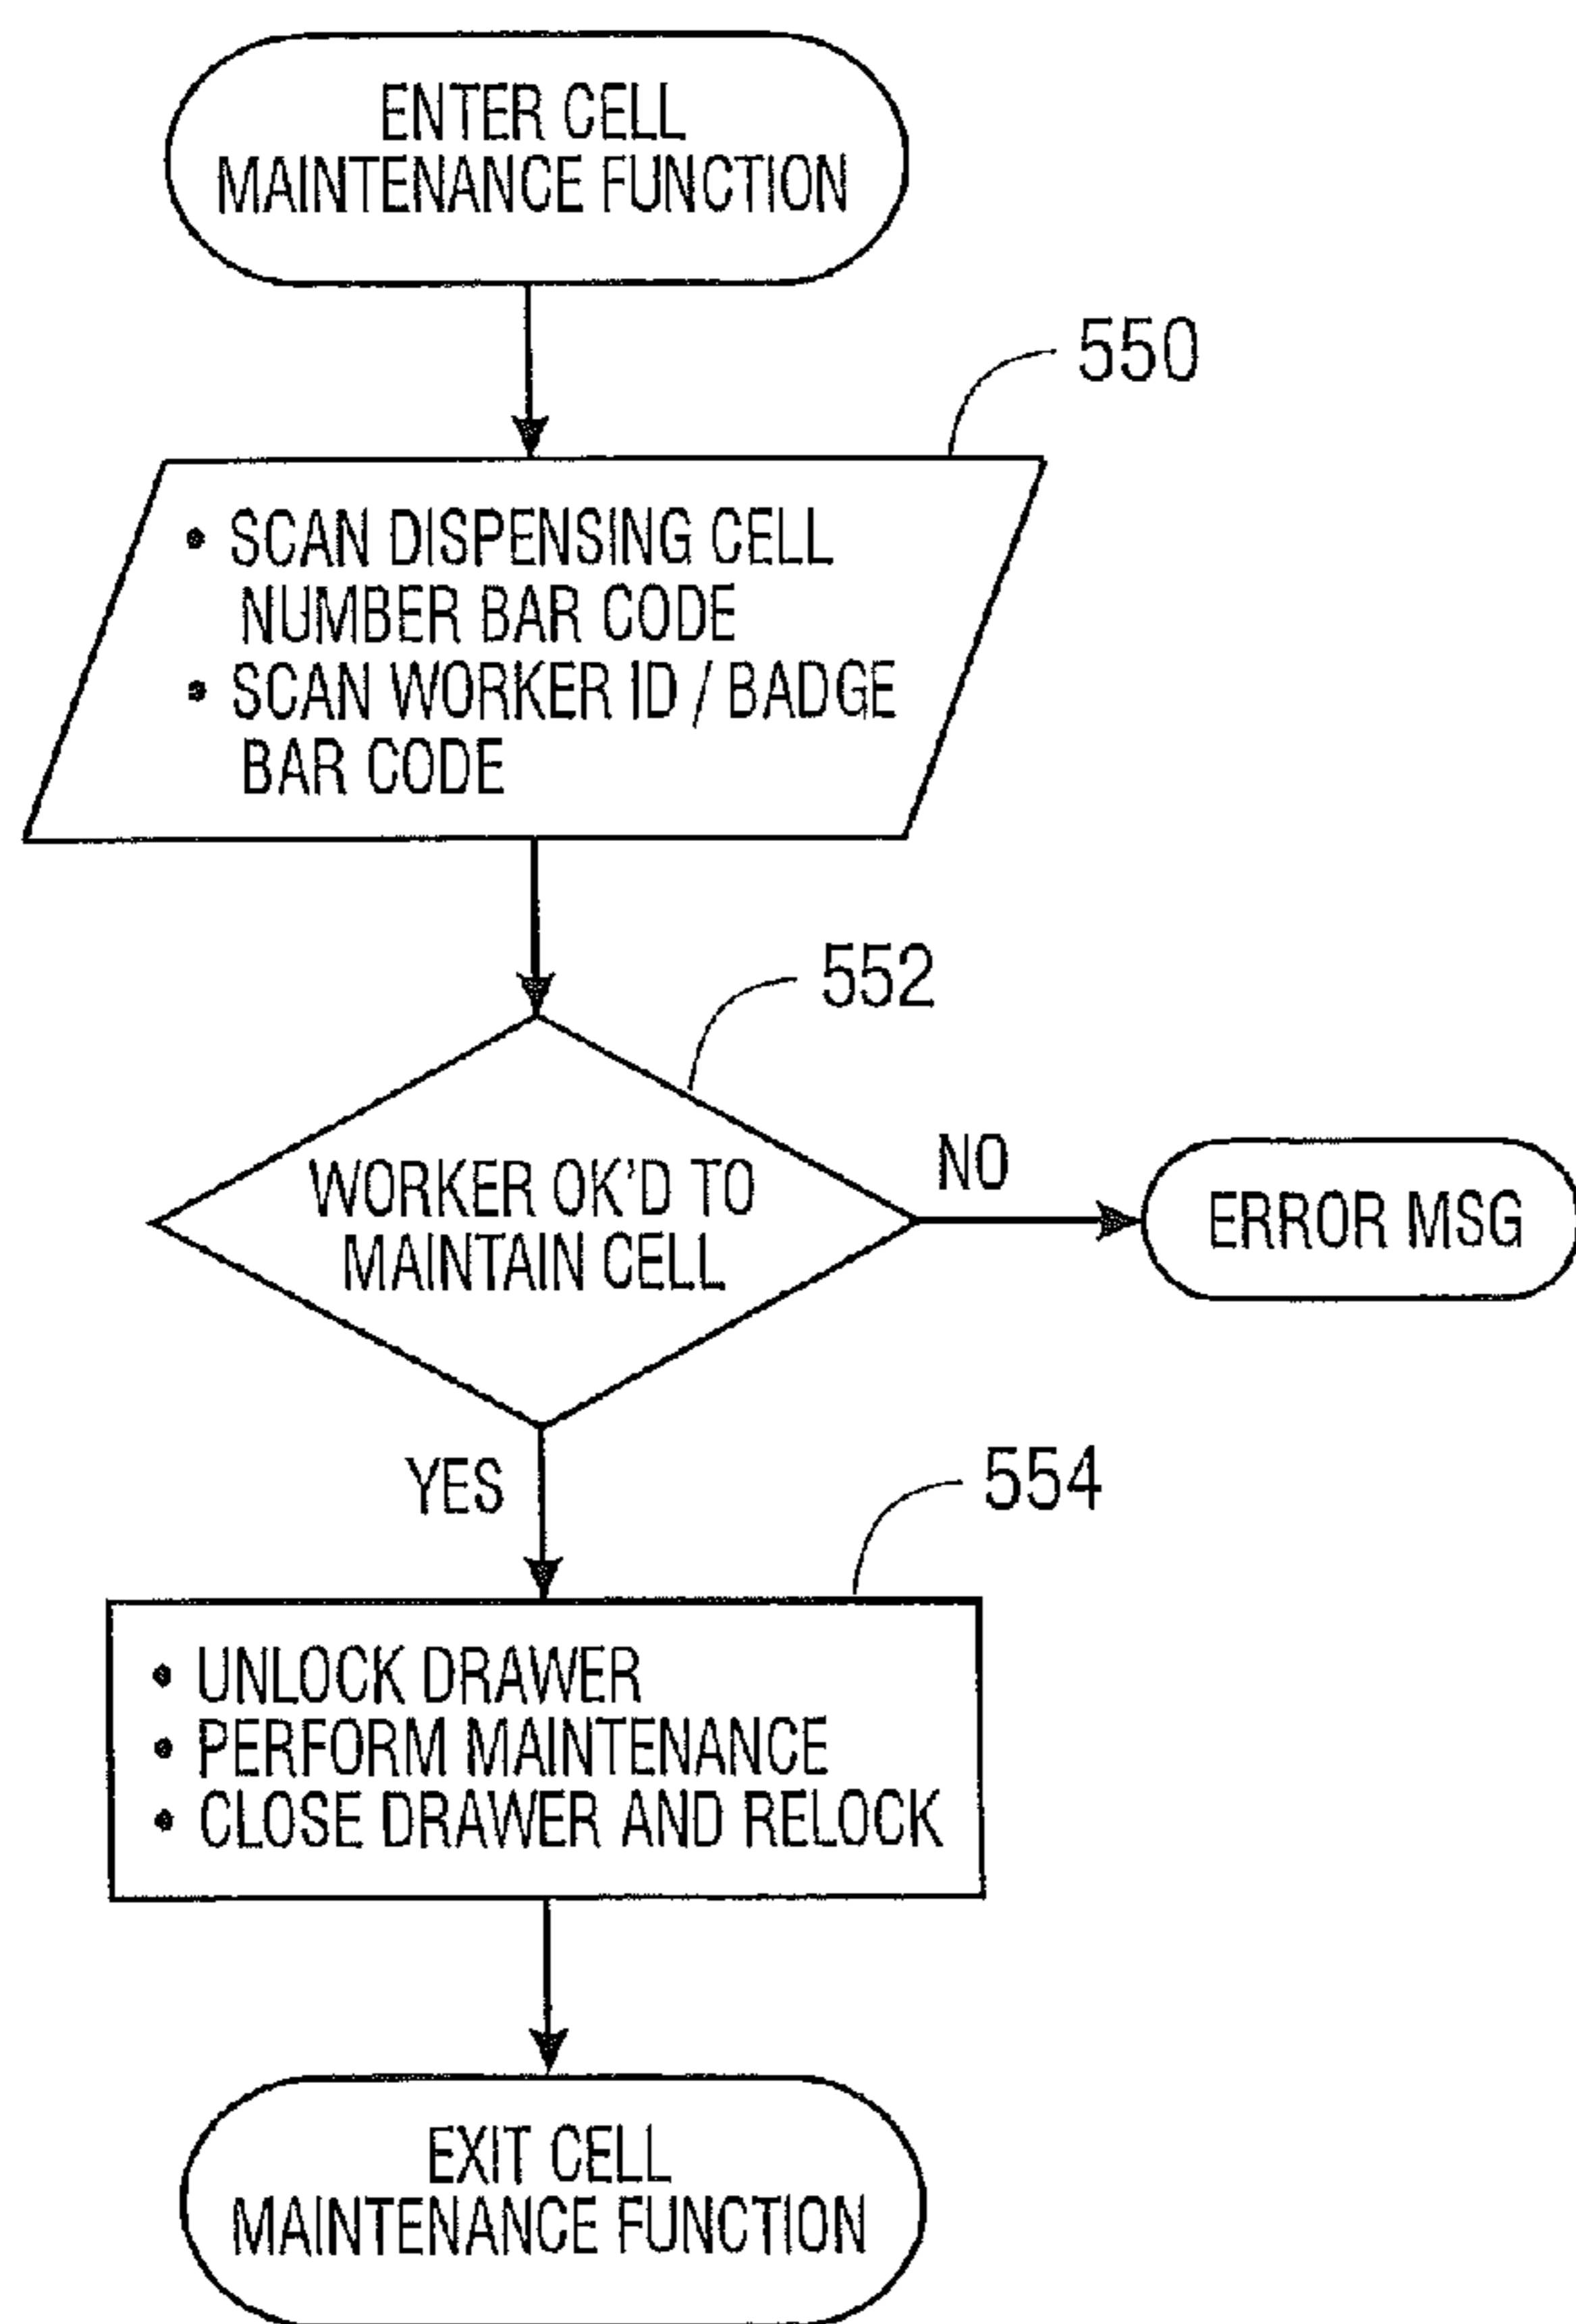 ENTER CELL
MAINTENANCE FUNCTION
550
• SCAN DISPENSING CELL
NUMBER BAR CODE
• SCAN WORKER ID / BADGE
BAR CODE
552
WORKER OK'D TO
MAINTAIN CELL
NO
ERROR MSG
YES
554
• UNLOCK DRAWER
• PERFORM MAINTENANCE
• CLOSE DRAWER AND RELOCK
EXIT CELL
MAINTENANCE FUNCTION